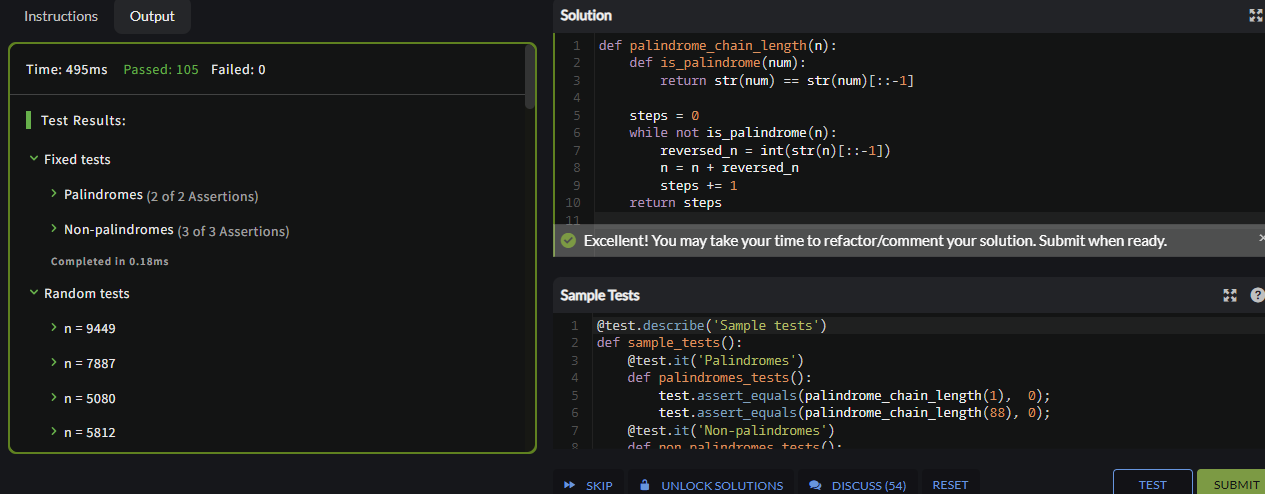 Instructions
Output
Time: 495ms Passed: 105 Failed: 0
Test Results:
Fixed tests
Palindromes (2 of 2 Assertions)
Non-palindromes (3 of 3 Assertions)
Completed in 0.18ms
Random tests
n = 9449
n = 7887
n = 5080
n = 5812
Solution
1 def palindrome_chain_length(n):
2     def is_palindrome(num):
3         return str(num) == str(num)[::-1]
4
5     steps = 0
6     while not is_palindrome(n):
7         reversed_n = int(str(n)[::-1])
8         n = n + reversed_n
9         steps += 1
10     return steps
11
Excellent! You may take your time to refactor/comment your solution. Submit when ready.
Sample Tests
1 @test.describe('Sample tests')
2 def sample_tests():
3     @test.it('Palindromes')
4     def palindromes_tests():
5         test.assert_equals(palindrome_chain_length(1),  0);
6         test.assert_equals(palindrome_chain_length(88), 0);
7     @test.it('Non-palindromes')
8     def non_palindromes_tests():
SKIP
UNLOCK SOLUTIONS
DISCUSS (54)
RESET
TEST
SUBMIT